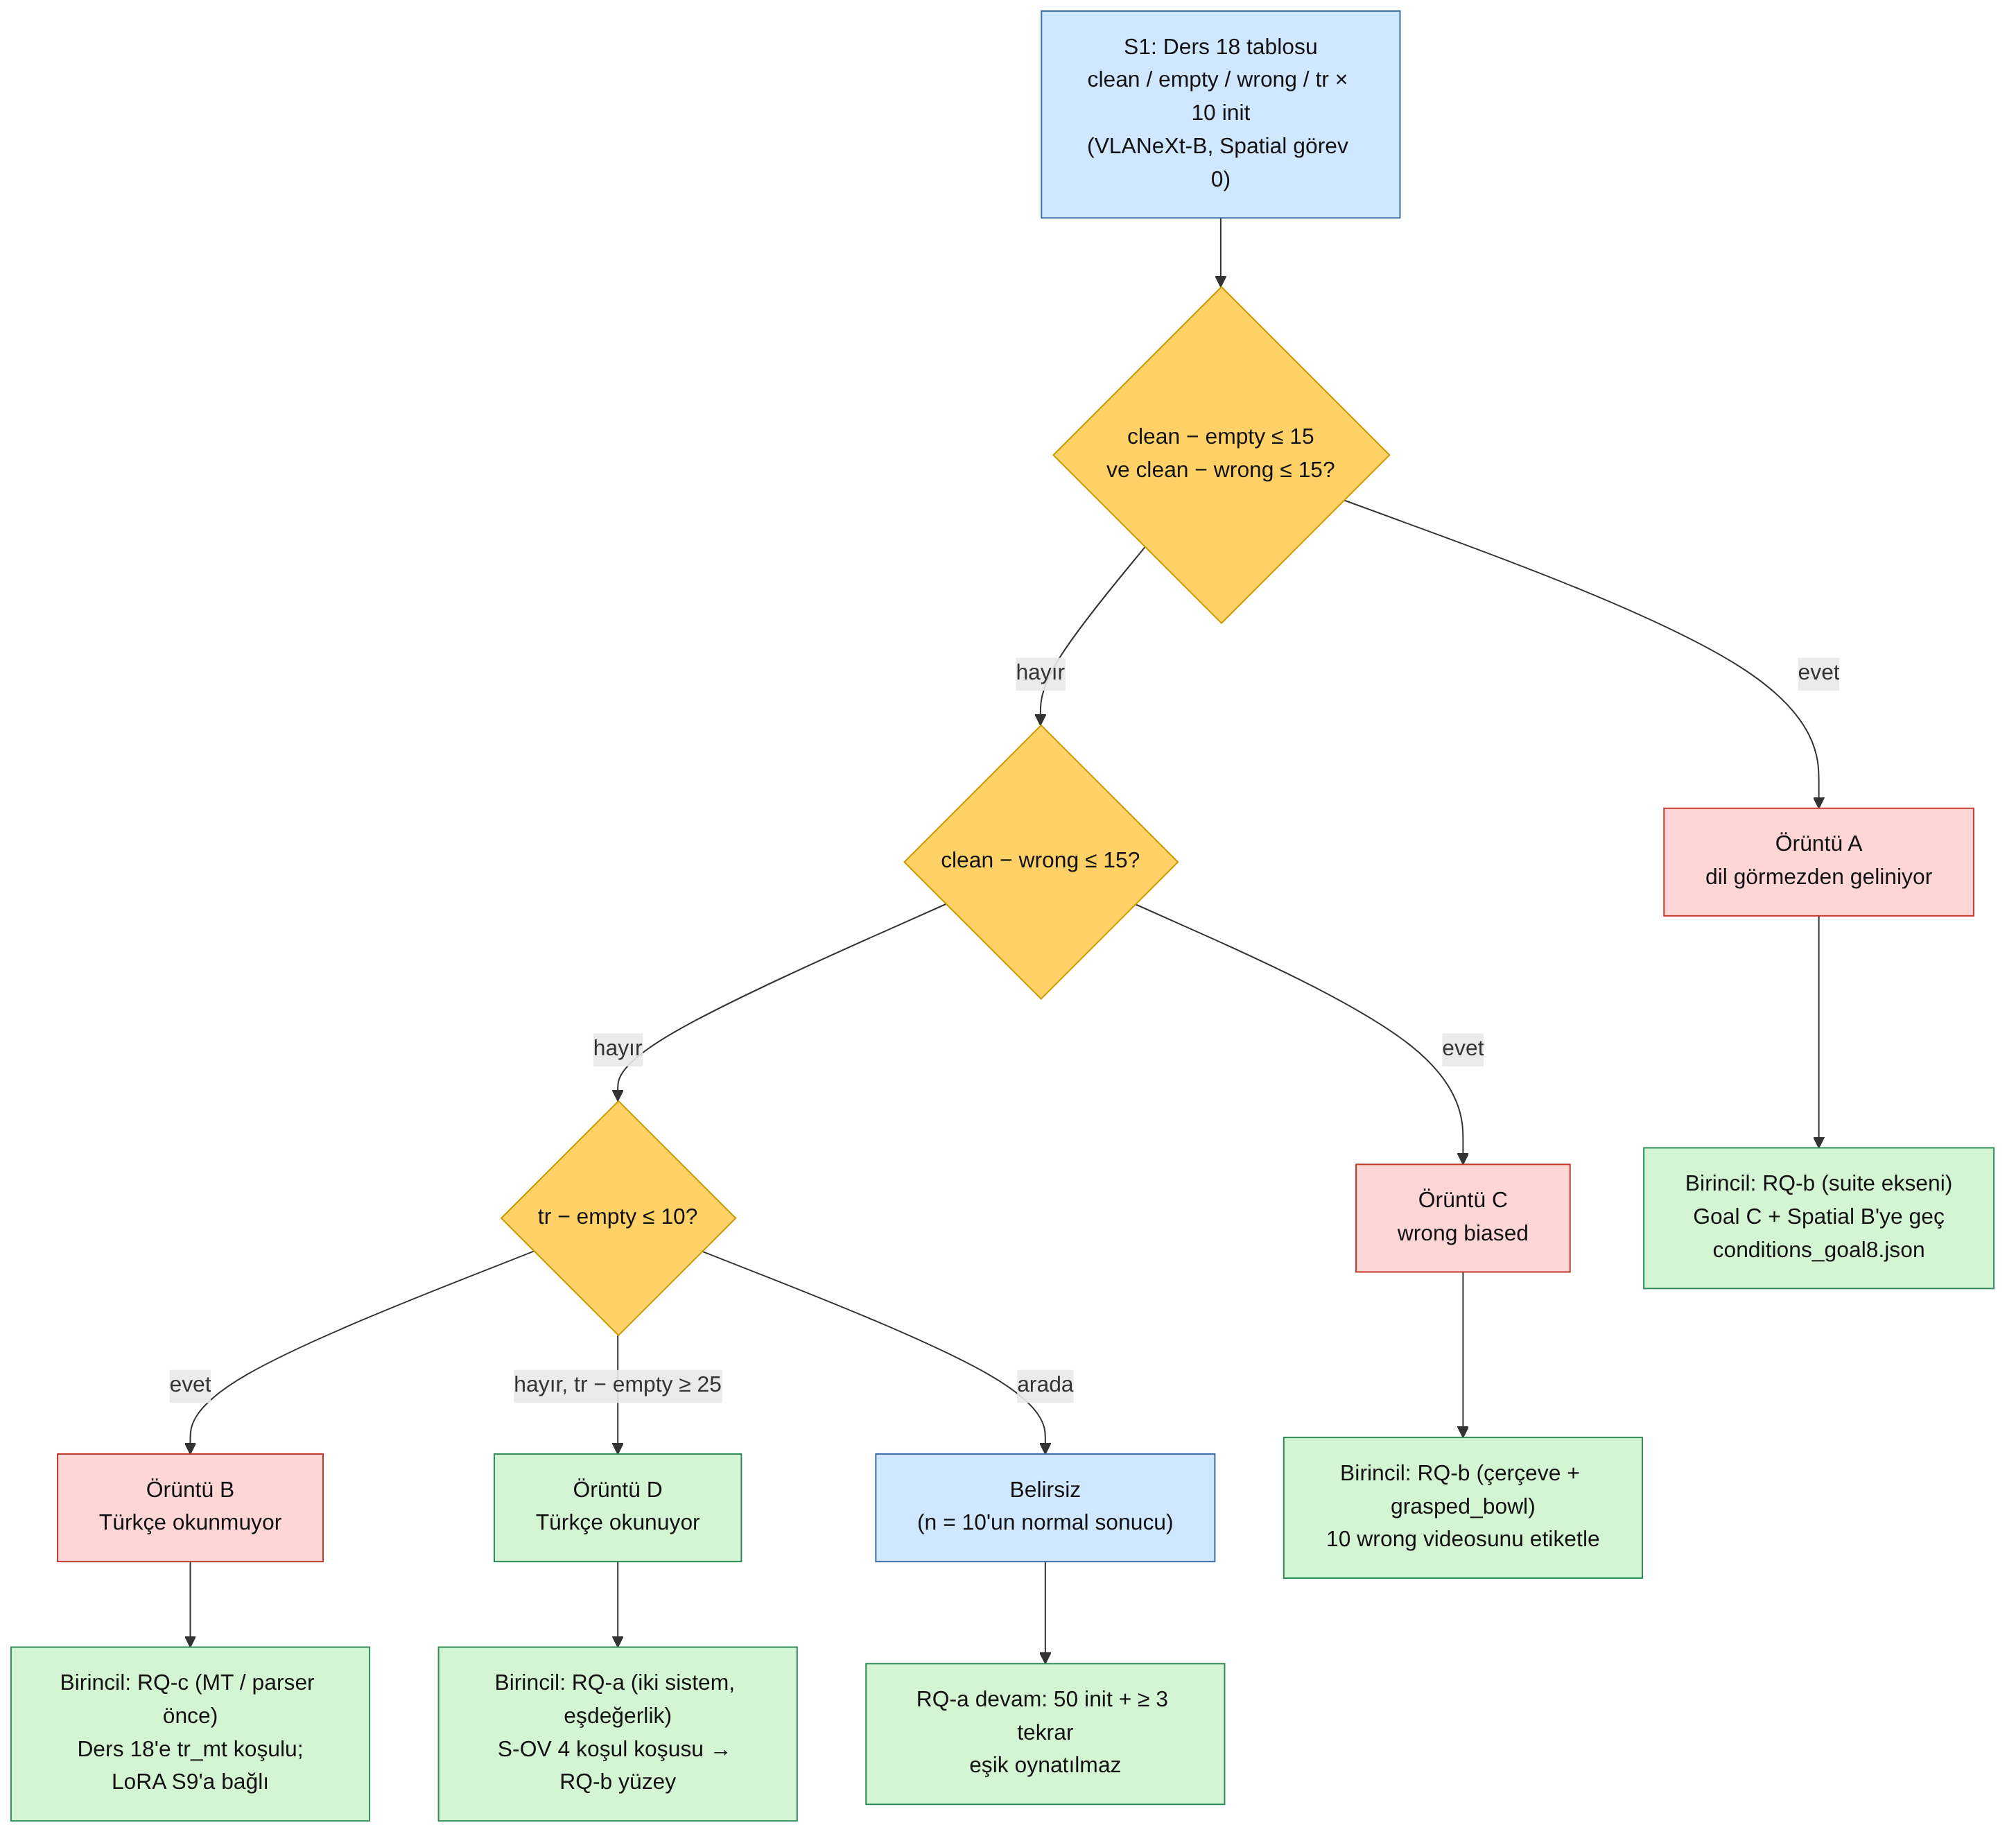 S1: Ders 18 tablosu
clean / empty / wrong / tr ×
10 init
(VLANeXt-B, Spatial görev
0)
clean − empty ≤ 15
ve clean − wrong ≤ 15?
hayır
evet
clean − wrong ≤ 15?
Örüntü A
dil görmezden geliniyor
hayır
evet
tr − empty ≤ 10?
Örüntü C
wrong biased
Birincil: RQ-b (suite ekseni)
Goal C + Spatial B'ye geç
conditions_goal8.json
evet
hayır, tr − empty ≥ 25
arada
Örüntü B
Türkçe okunmuyor
Örüntü D
Türkçe okunuyor
Belirsiz
(n = 10'un normal sonucu)
Birincil: RQ-b (çerçeve +
grasped_bowl)
10 wrong videosunu etiketle
Birincil: RQ-c (MT / parser
önce)
Ders 18'e tr_mt koşulu;
LoRA S9'a bağlı
Birincil: RQ-a (iki sistem,
eşdeğerlik)
S-OV 4 koşul koşusu →
RQ-b yüzey
RQ-a devam: 50 init + ≥ 3
tekrar
eşik oynatılmaz